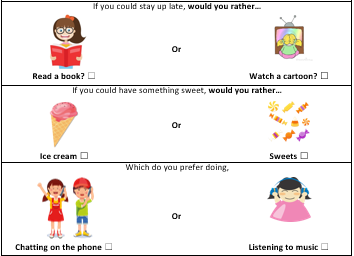 If you could stay up late, would you rather...
Or
Read a book? ☐ Watch a cartoon? ☐
If you could have something sweet, would you rather...
Or
Ice cream ☐ Sweets ☐
Which do you prefer doing,
Or
Chatting on the phone ☐ Listening to music ☐